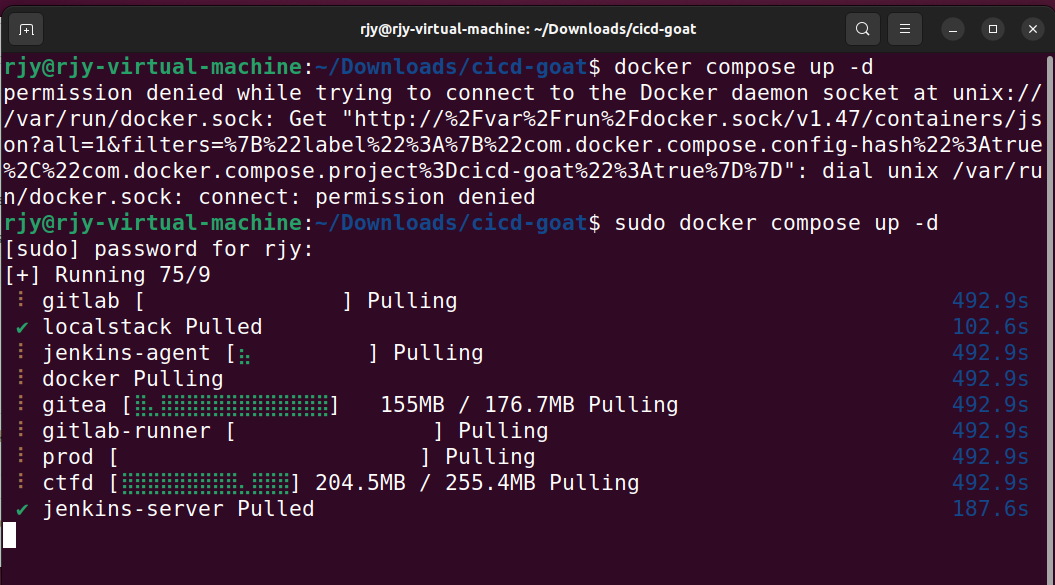 rjy@rjy-virtual-machine: ~/Downloads/cicd-goat
rjy@rjy-virtual-machine:~/Downloads/cicd-goat$ docker compose up -d
permission denied while trying to connect to the Docker daemon socket at unix://
/var/run/docker.sock: Get "http://%2Fvar%2Frun%2Fdocker.sock/v1.47/containers/js
on?all=1&filters=%7B%22label%22%3A%7B%22com.docker.compose.config-hash%22%3Atrue
%2C%22com.docker.compose.project%3Dcicd-goat%22%3Atrue%7D%7D": dial unix /var/ru
n/docker.sock: connect: permission denied
rjy@rjy-virtual-machine:~/Downloads/cicd-goat$ sudo docker compose up -d
[sudo] password for rjy:
[+] Running 75/9
⠸ gitlab [               ] Pulling 492.9s
✔ localstack Pulled 102.6s
⠸ jenkins-agent [⣦         ] Pulling 492.9s
⠸ docker Pulling 492.9s
⠸ gitea [⣿⣄⣿⣿⣿⣿⣿⣿⣿⣿⣿⣿⣿⣿⣿] 155MB / 176.7MB Pulling 492.9s
⠸ gitlab-runner [               ] Pulling 492.9s
⠸ prod [                       ] Pulling 492.9s
⠸ ctfd [⣿⣿⣿⣿⣿⣿⣿⣿⣿⣄⣿⣿⣿] 204.5MB / 255.4MB Pulling 492.9s
✔ jenkins-server Pulled 187.6s